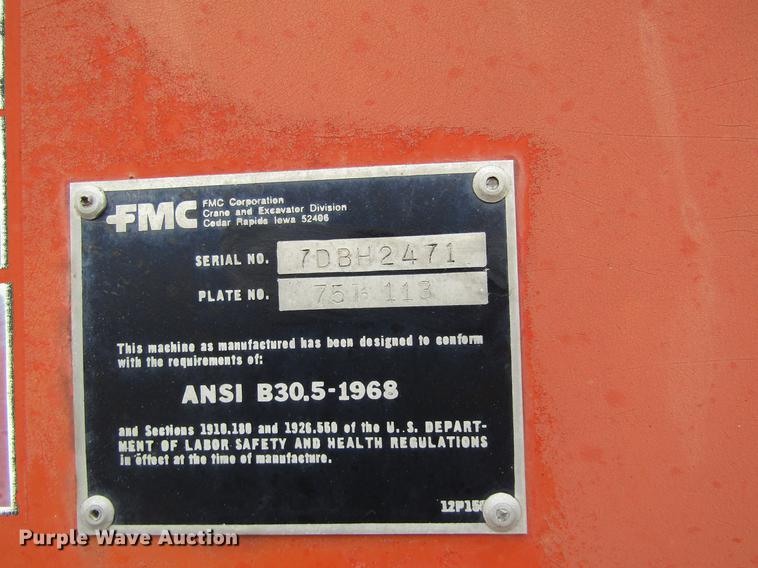 FMC
FMC Corporation
Crane and Excavator Division
Cedar Rapids Iowa 52406
SERIAL NO. 7DBH2471
PLATE NO. 113
This machine as manufactured has been designed to conform
with the requirements of:
ANSI B30.5-1968
and Sections 1910.180 and 1926.550 of the U.S. DEPART-
MENT OF LABOR SAFETY AND HEALTH REGULATIONS
in effect at the time of manufacture.
Purple Wave Auction